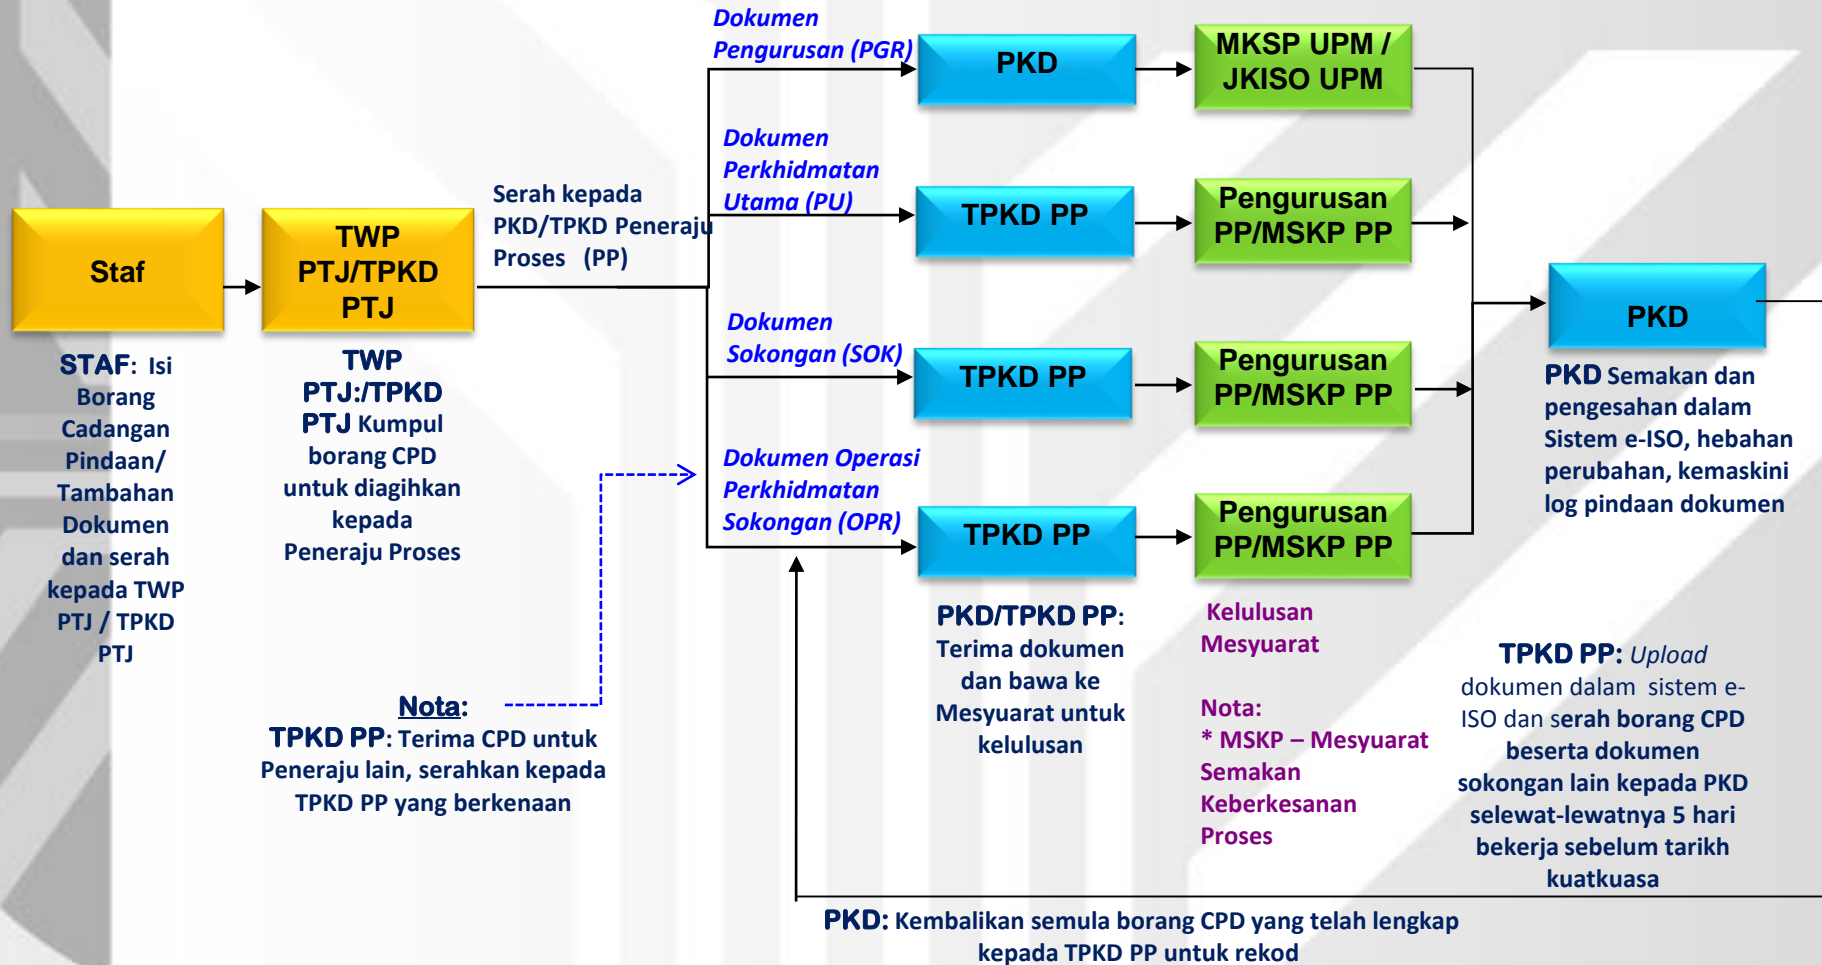 Dokumen
Pengurusan (PGR)
PKD
MKSP UPM /
JKISO UPM
Dokumen
Perkhidmatan
Utama (PU)
TPKD PP
Pengurusan
PP/MSKP PP
Serah kepada
PKD/TPKD Peneraju
Proses (PP)
Staf
TWP
PTJ/TPKD
PTJ
Dokumen
Sokongan (SOK)
TPKD PP
Pengurusan
PP/MSKP PP
PKD
STAF: Isi
Borang
Cadangan
Pindaan/
Tambahan
Dokumen
dan serah
kepada TWP
PTJ / TPKD
PTJ
TWP
PTJ:/TPKD
PTJ Kumpul
borang CPD
untuk diagihkan
kepada
Peneraju Proses
Dokumen Operasi
Perkhidmatan
Sokongan (OPR)
TPKD PP
Pengurusan
PP/MSKP PP
PKD Semakan dan
pengesahan dalam
Sistem e-ISO, hebahan
perubahan, kemaskini
log pindaan dokumen
PKD/TPKD PP:
Terima dokumen
dan bawa ke
Mesyuarat untuk
kelulusan
Kelulusan
Mesyuarat
Nota:
* MSKP – Mesyuarat
Semakan
Keberkesanan
Proses
TPKD PP: Upload
dokumen dalam sistem e-
ISO dan serah borang CPD
beserta dokumen
sokongan lain kepada PKD
selewat-lewatnya 5 hari
bekerja sebelum tarikh
kuatkuasa
Nota:
TPKD PP: Terima CPD untuk
Peneraju lain, serahkan kepada
TPKD PP yang berkenaan
PKD: Kembalikan semula borang CPD yang telah lengkap
kepada TPKD PP untuk rekod